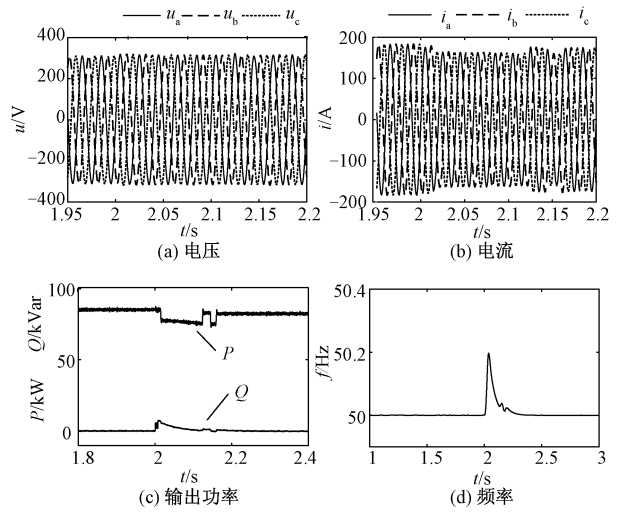 u_a u_b u_c
i_a i_b i_c
400
200
0
−200
−400
u/V
1.95 2 2.05 2.1 2.15 2.2
t/s
(a) 电压
200
100
0
−100
−200
i/A
1.95 2 2.05 2.1 2.15 2.2
t/s
(b) 电流
100
50
0
P/kW Q/kVar
P
Q
1.8 2 2.2 2.4
t/s
(c) 输出功率
50.4
50.2
50
f/Hz
1 2 2.5 3
t/s
(d) 频率